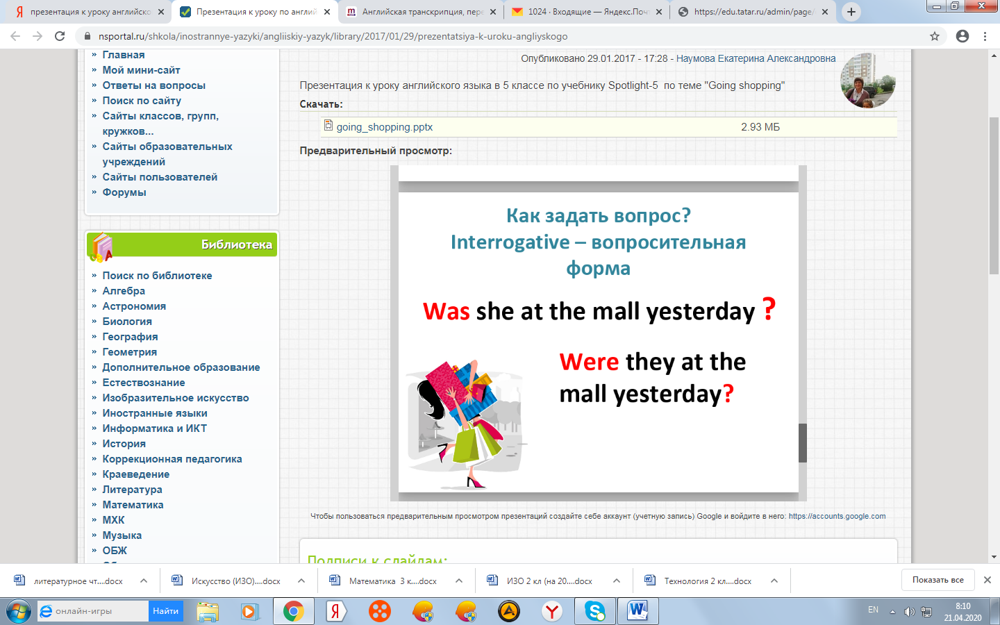 презентация к уроку английско
Презентация к уроку по англий
Английская транскрипция, пере
1024 · Входящие — Яндекс.Почт
https://edu.tatar.ru/admin/page/
nsportal.ru/shkola/inostrannye-yazyki/angliiskiy-yazyk/library/2017/01/29/prezentatsiya-k-uroku-angliyskogo
Главная
Мой мини-сайт
Ответы на вопросы
Поиск по сайту
Сайты классов, групп,
кружков...
Сайты образовательных
учреждений
Сайты пользователей
Форумы
Библиотека
Поиск по библиотеке
Алгебра
Астрономия
Биология
География
Геометрия
Дополнительное образование
Естествознание
Изобразительное искусство
Иностранные языки
Информатика и ИКТ
История
Коррекционная педагогика
Краеведение
Литература
Математика
МХК
Музыка
ОБЖ
Опубликовано 29.01.2017 - 17:28 - Наумова Екатерина Александровна
Презентация к уроку английского языка в 5 классе по учебнику Spotlight-5 по теме "Going shopping"
Скачать:
going_shopping.pptx 2.93 МБ
Предварительный просмотр:
Как задать вопрос?
Interrogative – вопросительная
форма
Was she at the mall yesterday ?
Were they at the
mall yesterday?
Чтобы пользоваться предварительным просмотром презентаций создайте себе аккаунт (учетную запись) Google и войдите в него: https://accounts.google.com
Подписи к слайдам:
литературное чт....docx
Искусство (ИЗО)....docx
Математика 3 к....docx
ИЗО 2 кл (на 20....docx
Технология 2 кл....docx
Показать все
онлайн-игры
Найти
EN
8:10
21.04.2020